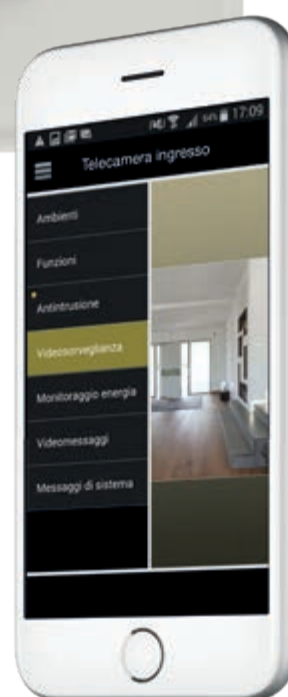 17:09
Telecamera ingresso
Ambienti
Funzioni
Antintrusione
Videosorveglianza
Monitoraggio energia
Videomessaggi
Messaggi di sistema